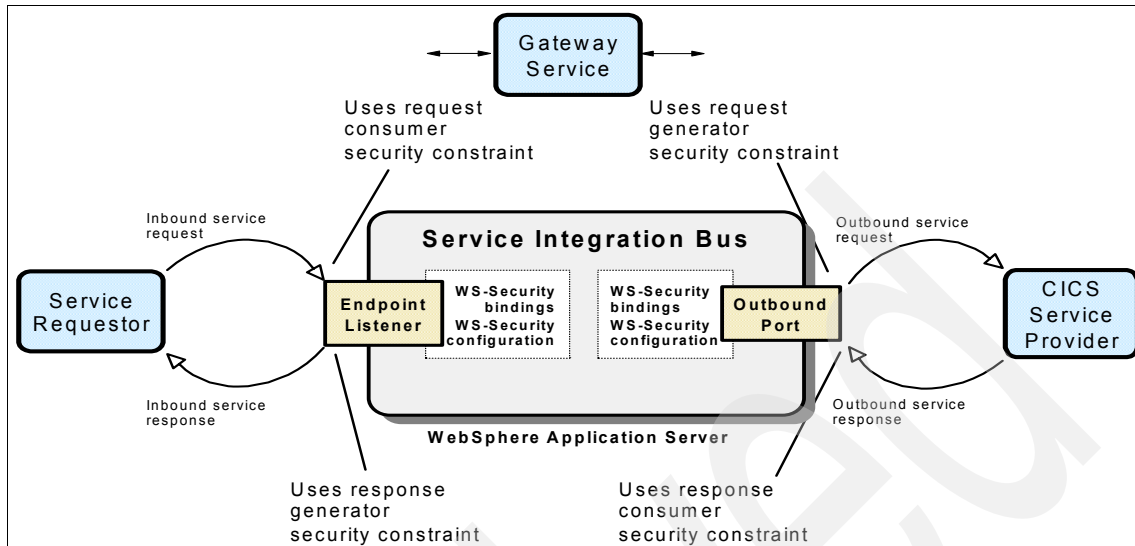 Gateway
Service
Uses request
consumer
security constraint
Uses request
generator
security constraint
Inbound service
request
Outbound service
request
Service Integration Bus
Service
Requestor
Endpoint
Listener
WS-Security
bindings
WS-Security
configuration
WS-Security
bindings
WS-Security
configuration
Outbound
Port
CICS
Service
Provider
Inbound service
response
Outbound service
response
WebSphere Application Server
Uses response
generator
security constraint
Uses response
consumer
security constraint